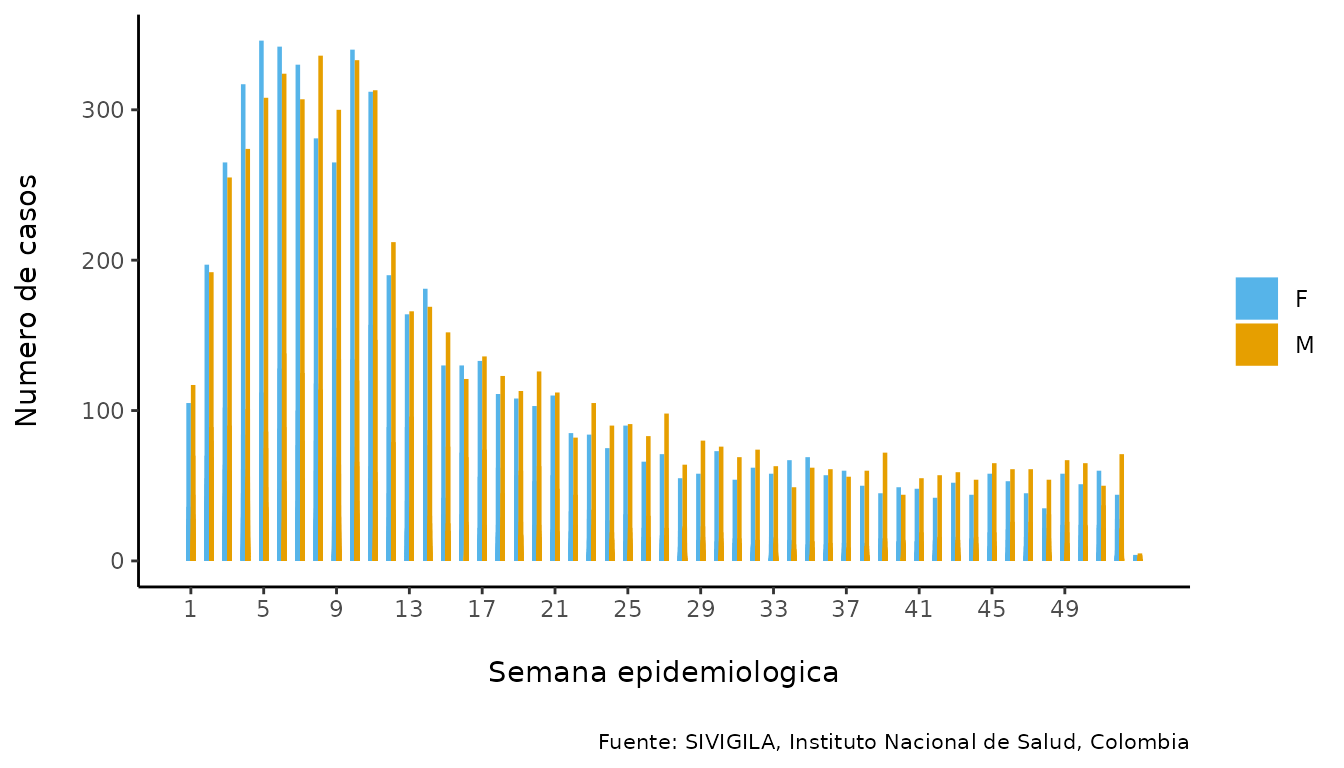 Numero de casos
300
200
100
0
1 5 9 13 17 21 25 29 33 37 41 45 49
Semana epidemiologica
F
M
Fuente: SIVIGILA, Instituto Nacional de Salud, Colombia